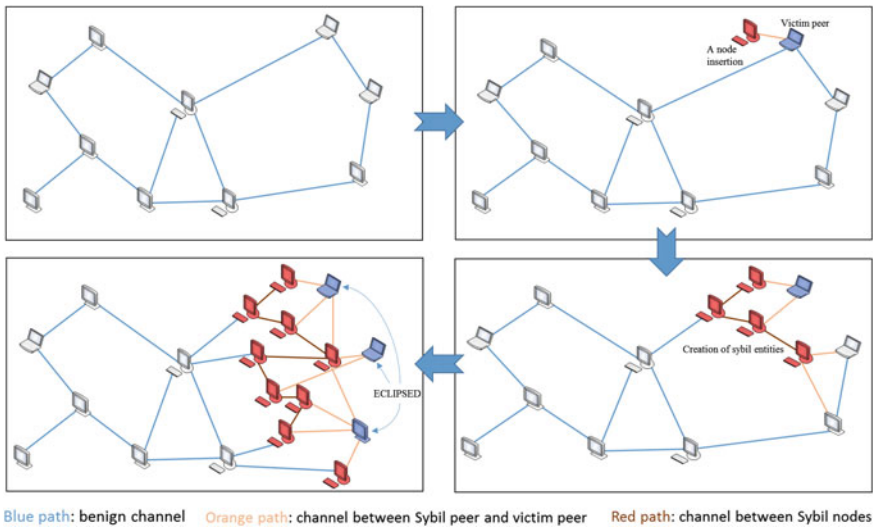 Victim peer
A node
insertion
Creation of sybil entities
ECLIPSED
Blue path: benign channel Orange path: channel between Sybil peer and victim peer Red path: channel between Sybil nodes